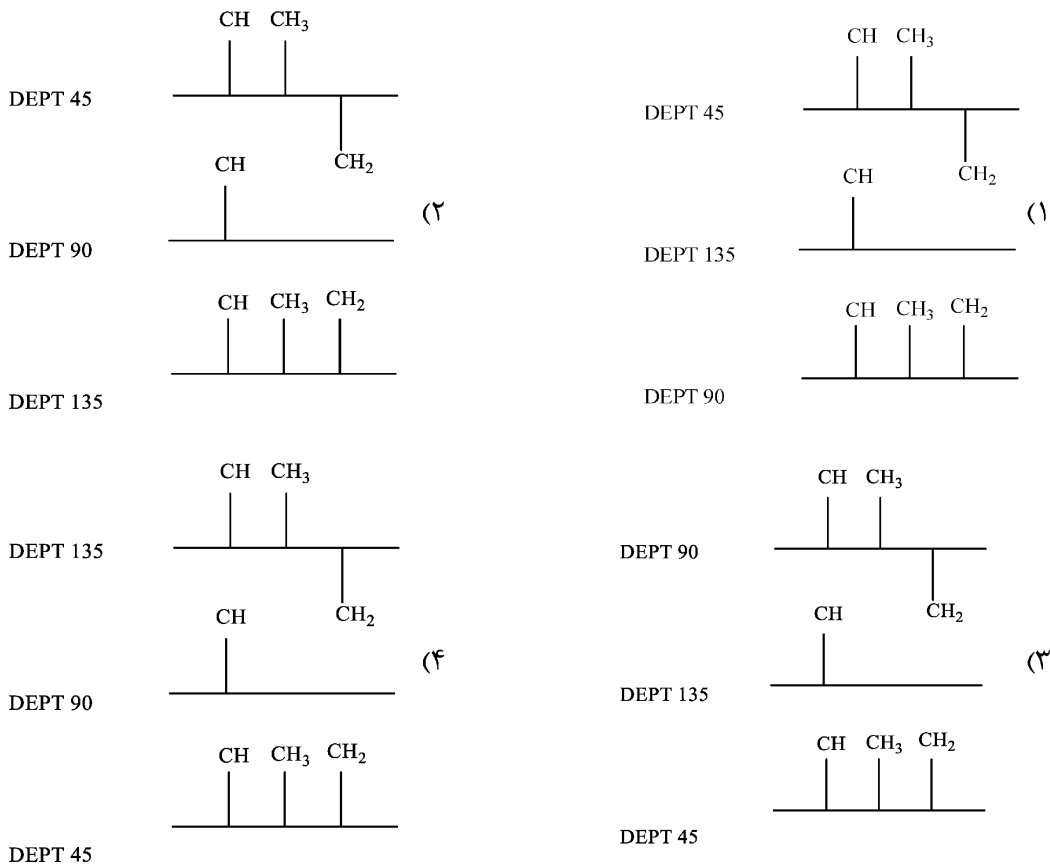 CH CH₃
DEPT 45
CH₂
CH
DEPT 135
(۱
CH CH₃ CH₂
DEPT 90
CH CH₃
DEPT 45
CH₂
CH
DEPT 90
(۲
CH CH₃ CH₂
DEPT 135
CH CH₃
DEPT 90
CH₂
CH
DEPT 135
(۳
CH CH₃ CH₂
DEPT 45
CH CH₃
DEPT 135
CH₂
CH
DEPT 90
(۴
CH CH₃ CH₂
DEPT 45